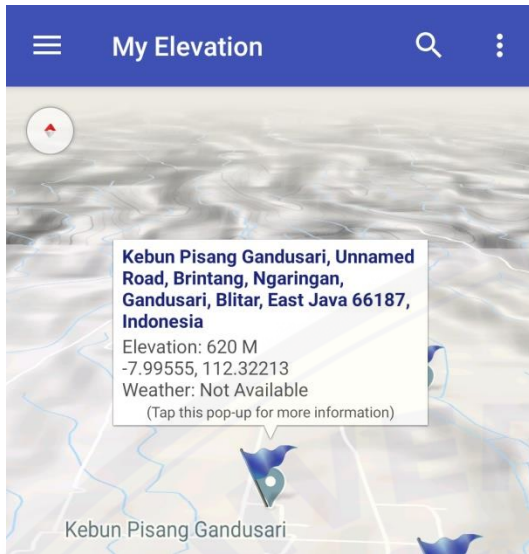 My Elevation
Kebun Pisang Gandusari, Unnamed
Road, Brintang, Ngaringan,
Gandusari, Blitar, East Java 66187,
Indonesia
Elevation: 620 M
-7.99555, 112.32213
Weather: Not Available
(Tap this pop-up for more information)
Kebun Pisang Gandusari